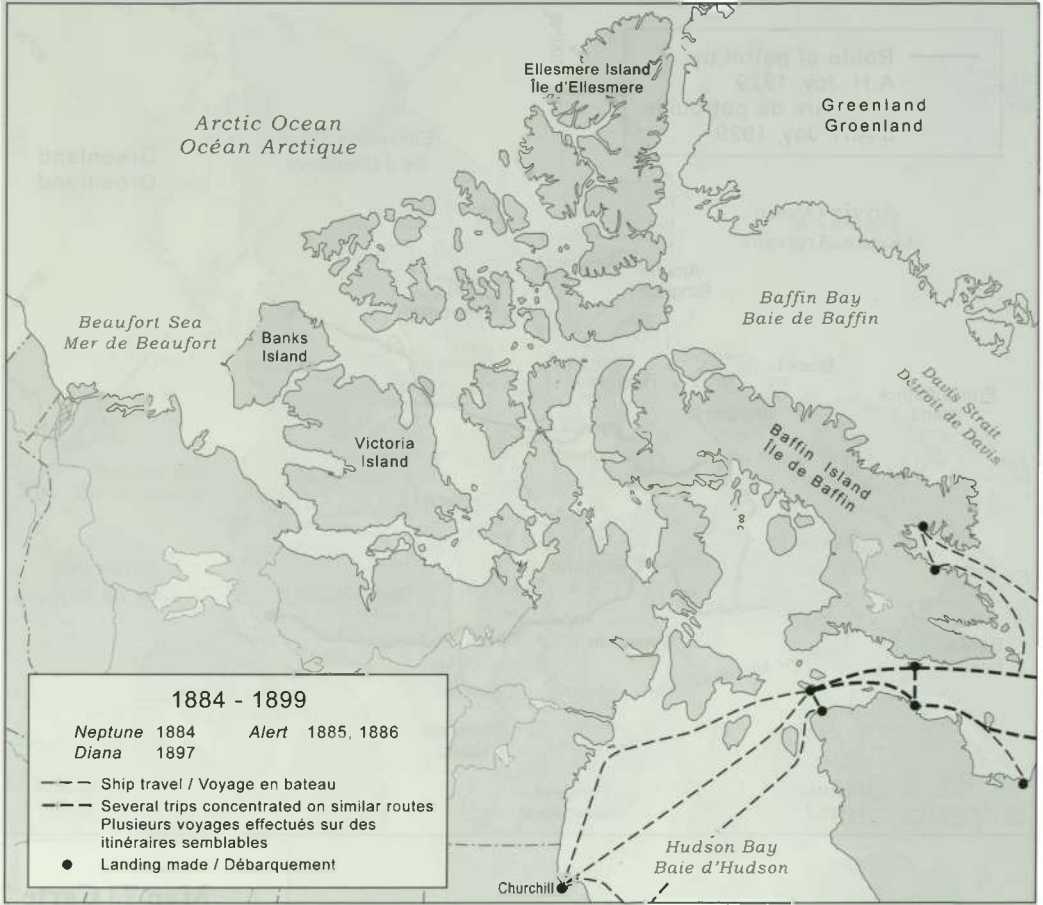 Ellesmere Island
Île d'Ellesmere
Greenland
Groenland
Arctic Ocean
Océan Arctique
Baffin Bay
Baie de Baffin
Beaufort Sea
Mer de Beaufort
Banks
Island
Davis Strait
Détroit de Davis
Victoria
Island
Baffin Island
Île de Baffin
1884 - 1899
Neptune 1884 Alert 1885, 1886
Diana 1897
Ship travel / Voyage en bateau
Several trips concentrated on similar routes
Plusieurs voyages effectués sur des
itinéraires semblables
Landing made / Débarquement
Hudson Bay
Baie d'Hudson
Churchill